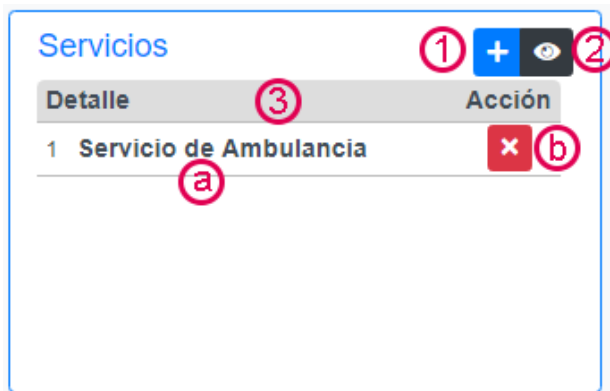 Servicios 1 + 2
Detalle 3 Acción
1 Servicio de Ambulancia × b
a